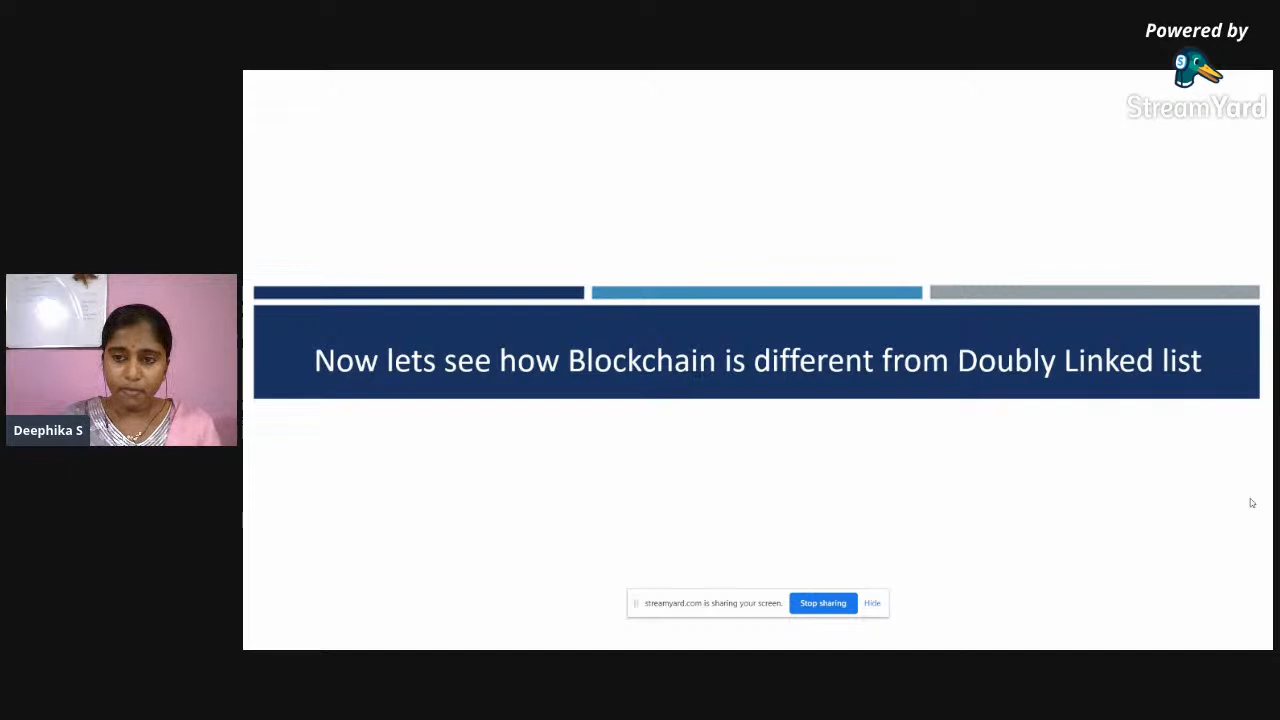 Powered by
StreamYard
Now lets see how Blockchain is different from Doubly Linked list
Deephika S
streamyard.com is sharing your screen. Stop sharing Hide